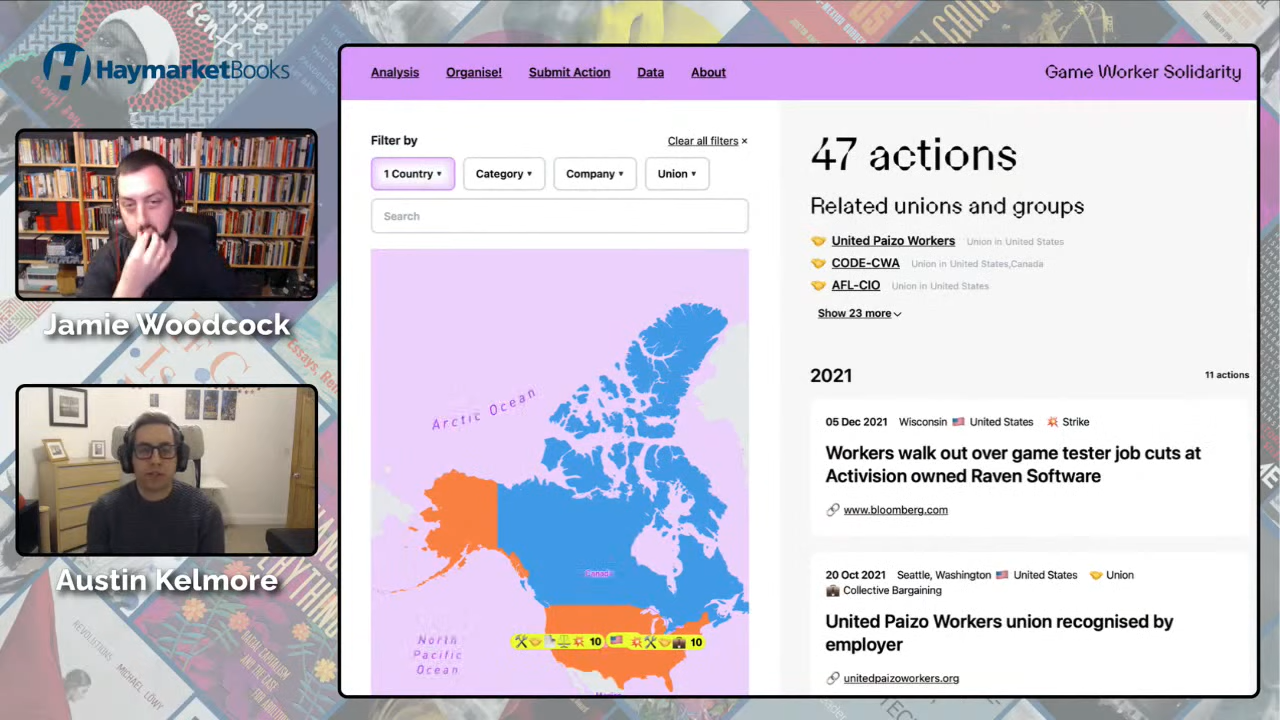 HaymarketBooks
Jamie Woodcock
Austin Kelmore
Analysis Organise! Submit Action Data About
Game Worker Solidarity
Filter by
Clear all filters ×
1 Country ▾ Category ▾ Company ▾ Union ▾
Search
Arctic Ocean
Canada
North
Pacific
Ocean
10
10
47 actions
Related unions and groups
United Paizo Workers Union in United States
CODE-CWA Union in United States,Canada
AFL-CIO Union in United States
Show 23 more
2021
11 actions
05 Dec 2021 Wisconsin 🇺🇸 United States 💥 Strike
Workers walk out over game tester job cuts at
Activision owned Raven Software
www.bloomberg.com
20 Oct 2021 Seattle, Washington 🇺🇸 United States 🤝 Union
💼 Collective Bargaining
United Paizo Workers union recognised by
employer
unitedpaizoworkers.org
REVOLUTIONS
MICHAEL LÖWY